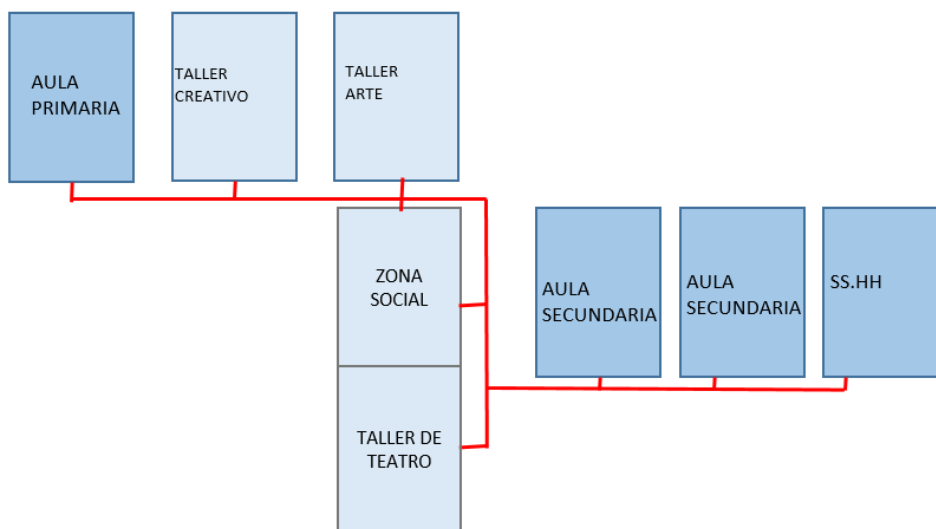 AULA
PRIMARIA
TALLER
CREATIVO
TALLER
ARTE
ZONA
SOCIAL
AULA
SECUNDARIA
AULA
SECUNDARIA
SS.HH
TALLER DE
TEATRO